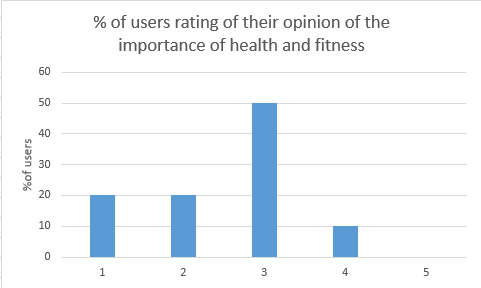 % of users rating of their opinion of the
importance of health and fitness
60
50
40
30
20
10
0
%of users
1 2 3 4 5